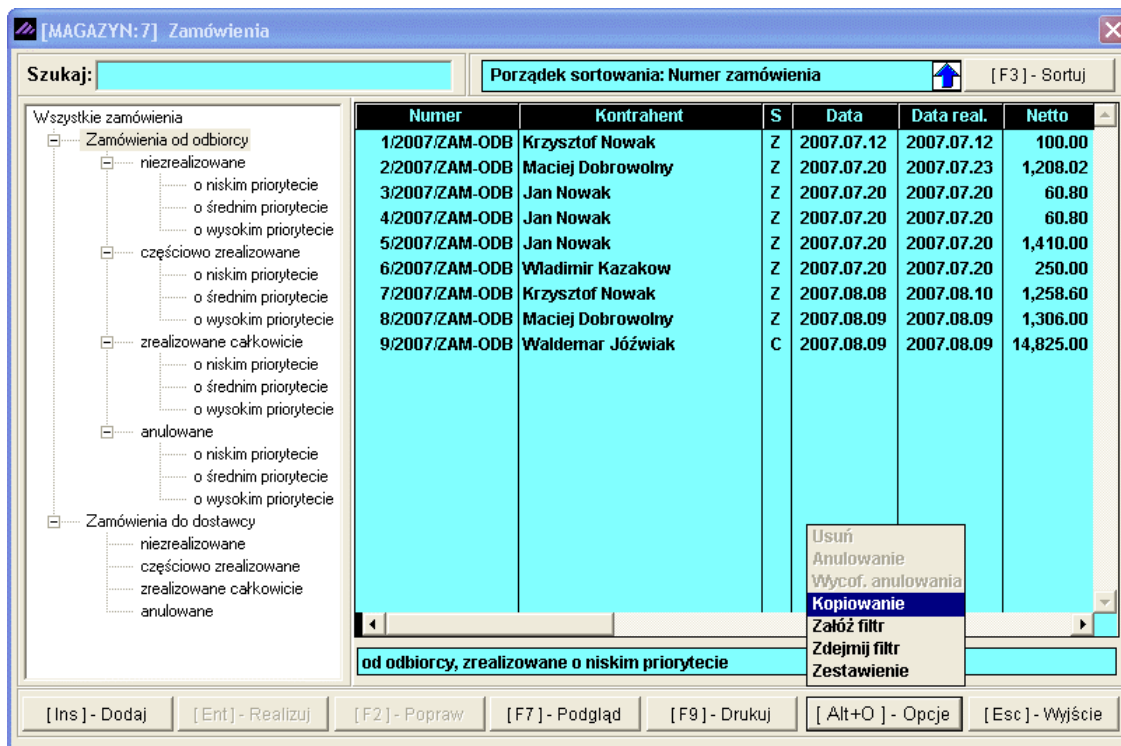 [MAGAZYN:7] Zamówienia
Szukaj:
Porządek sortowania: Numer zamówienia
[F3] - Sortuj
Wszystkie zamówienia
Zamówienia od odbiorcy
niezrealizowane
o niskim priorytecie
o średnim priorytecie
o wysokim priorytecie
częściowo zrealizowane
o niskim priorytecie
o średnim priorytecie
o wysokim priorytecie
zrealizowane całkowicie
o niskim priorytecie
o średnim priorytecie
o wysokim priorytecie
anulowane
o niskim priorytecie
o średnim priorytecie
o wysokim priorytecie
Zamówienia do dostawcy
niezrealizowane
częściowo zrealizowane
zrealizowane całkowicie
anulowane
Numer Kontrahent S Data Data real. Netto
1/2007/ZAM-ODB Krzysztof Nowak Z 2007.07.12 2007.07.12 100.00
2/2007/ZAM-ODB Maciej Dobrowolny Z 2007.07.20 2007.07.23 1,208.02
3/2007/ZAM-ODB Jan Nowak Z 2007.07.20 2007.07.20 60.80
4/2007/ZAM-ODB Jan Nowak Z 2007.07.20 2007.07.20 60.80
5/2007/ZAM-ODB Jan Nowak Z 2007.07.20 2007.07.20 1,410.00
6/2007/ZAM-ODB Wladimir Kazakow Z 2007.07.20 2007.07.20 250.00
7/2007/ZAM-ODB Krzysztof Nowak Z 2007.08.08 2007.08.10 1,258.60
8/2007/ZAM-ODB Maciej Dobrowolny Z 2007.08.09 2007.08.09 1,306.00
9/2007/ZAM-ODB Waldemar Jóźwiak C 2007.08.09 2007.08.09 14,825.00
Usuń
Anulowanie
Wycof. anulowania
Kopiowanie
Załóż filtr
Zdejmij filtr
Zestawienie
od odbiorcy, zrealizowane o niskim priorytecie
[Ins] - Dodaj [Ent] - Realizuj [F2] - Popraw [F7] - Podgląd [F9] - Drukuj [Alt+O] - Opcje [Esc] - Wyjście